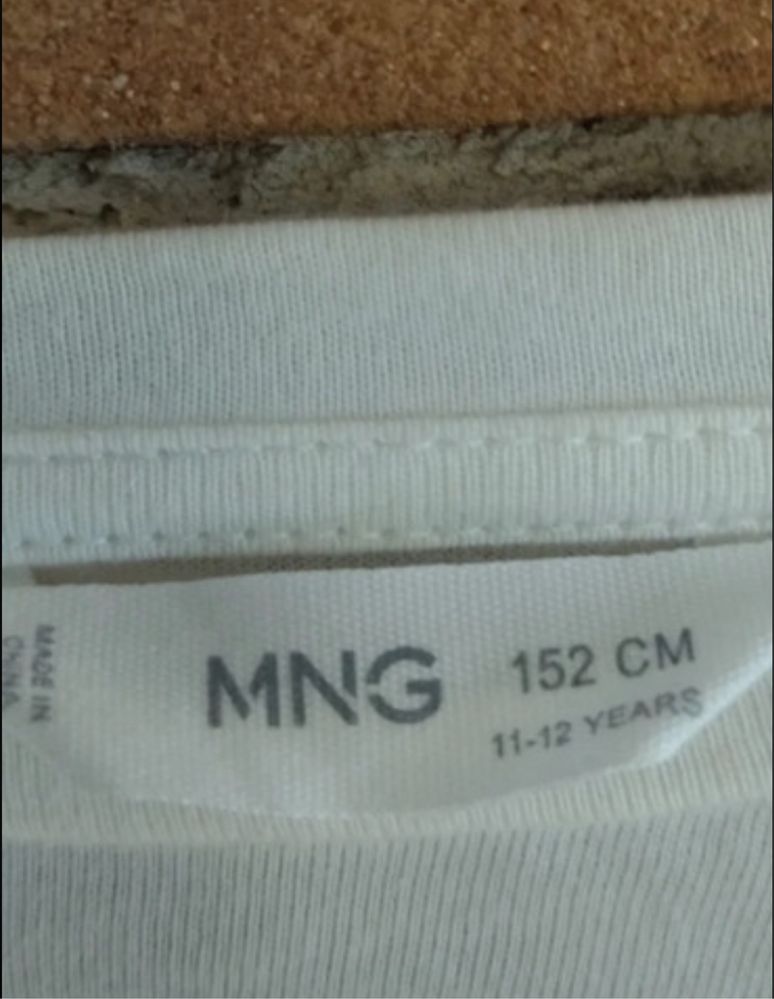 MADE IN
CHINA
MNG
152 CM
11-12 YEARS